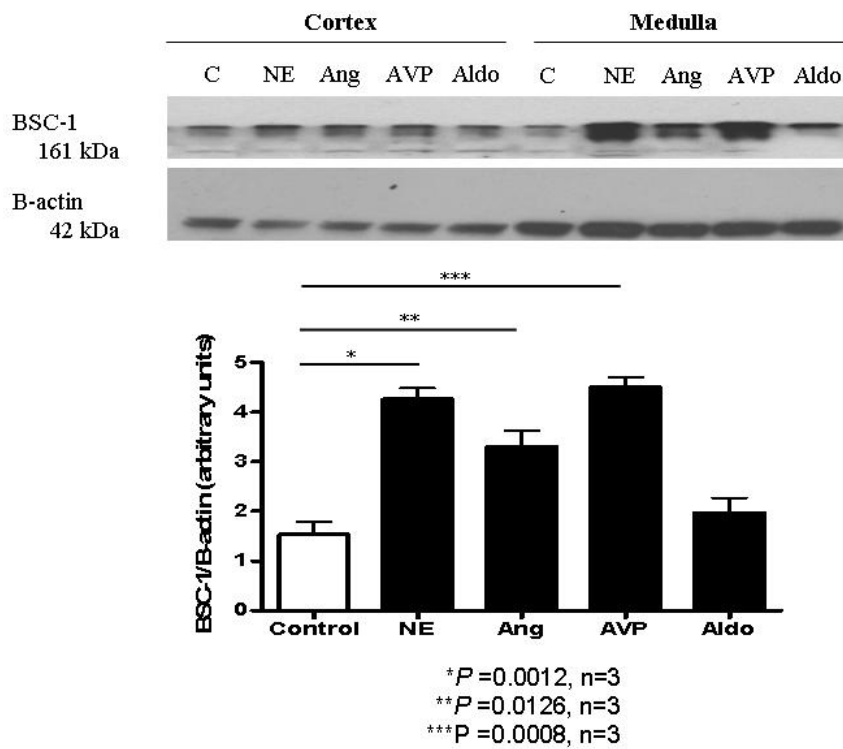 Cortex Medulla
C NE Ang AVP Aldo C NE Ang AVP Aldo
BSC-1
161 kDa
B-actin
42 kDa
***
**
*
BSC-1/B-actin (arbitrary units)
5
4
3
2
1
0
Control NE Ang AVP Aldo
*P =0.0012, n=3
**P =0.0126, n=3
***P =0.0008, n=3